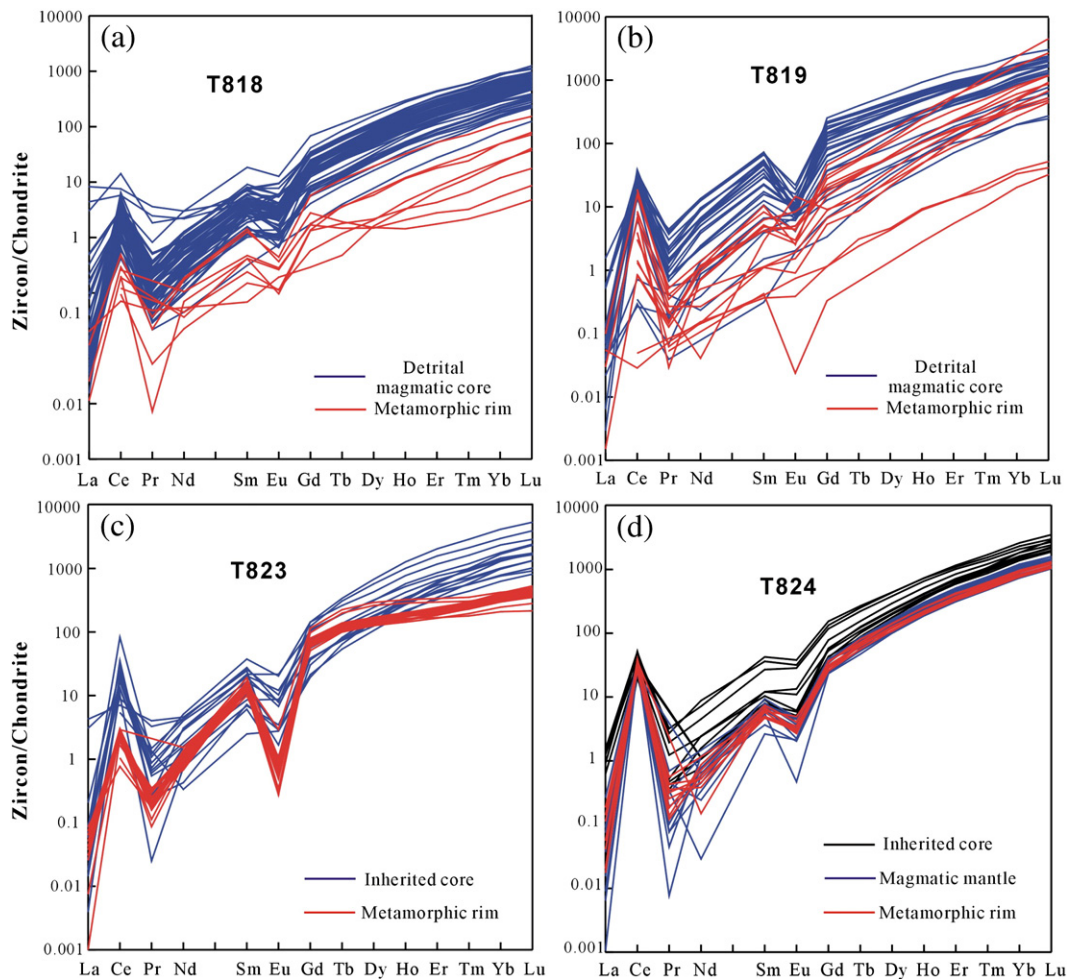 (a)
T818
Zircon/Chondrite
10000
1000
100
10
1
0.1
0.01
0.001
Detrital
magmatic core
Metamorphic rim
La Ce Pr Nd Sm Eu Gd Tb Dy Ho Er Tm Yb Lu
(b)
T819
10000
1000
100
10
1
0.1
0.01
0.001
Detrital
magmatic core
Metamorphic rim
La Ce Pr Nd Sm Eu Gd Tb Dy Ho Er Tm Yb Lu
(c)
T823
Zircon/Chondrite
10000
1000
100
10
1
0.1
0.01
0.001
Inherited core
Metamorphic rim
La Ce Pr Nd Sm Eu Gd Tb Dy Ho Er Tm Yb Lu
(d)
T824
10000
1000
100
10
1
0.1
0.01
0.001
Inherited core
Magmatic mantle
Metamorphic rim
La Ce Pr Nd Sm Eu Gd Tb Dy Ho Er Tm Yb Lu